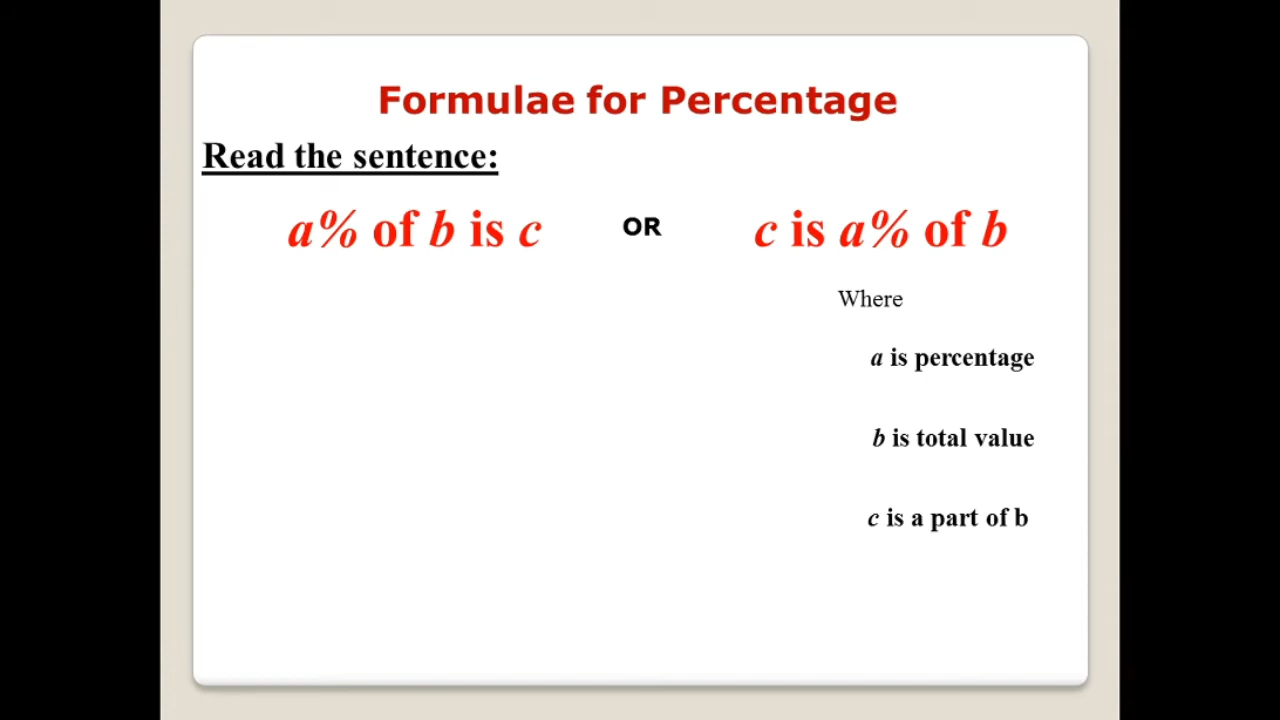 Formulae for Percentage
Read the sentence:
a% of b is c OR c is a% of b
Where
a is percentage
b is total value
c is a part of b